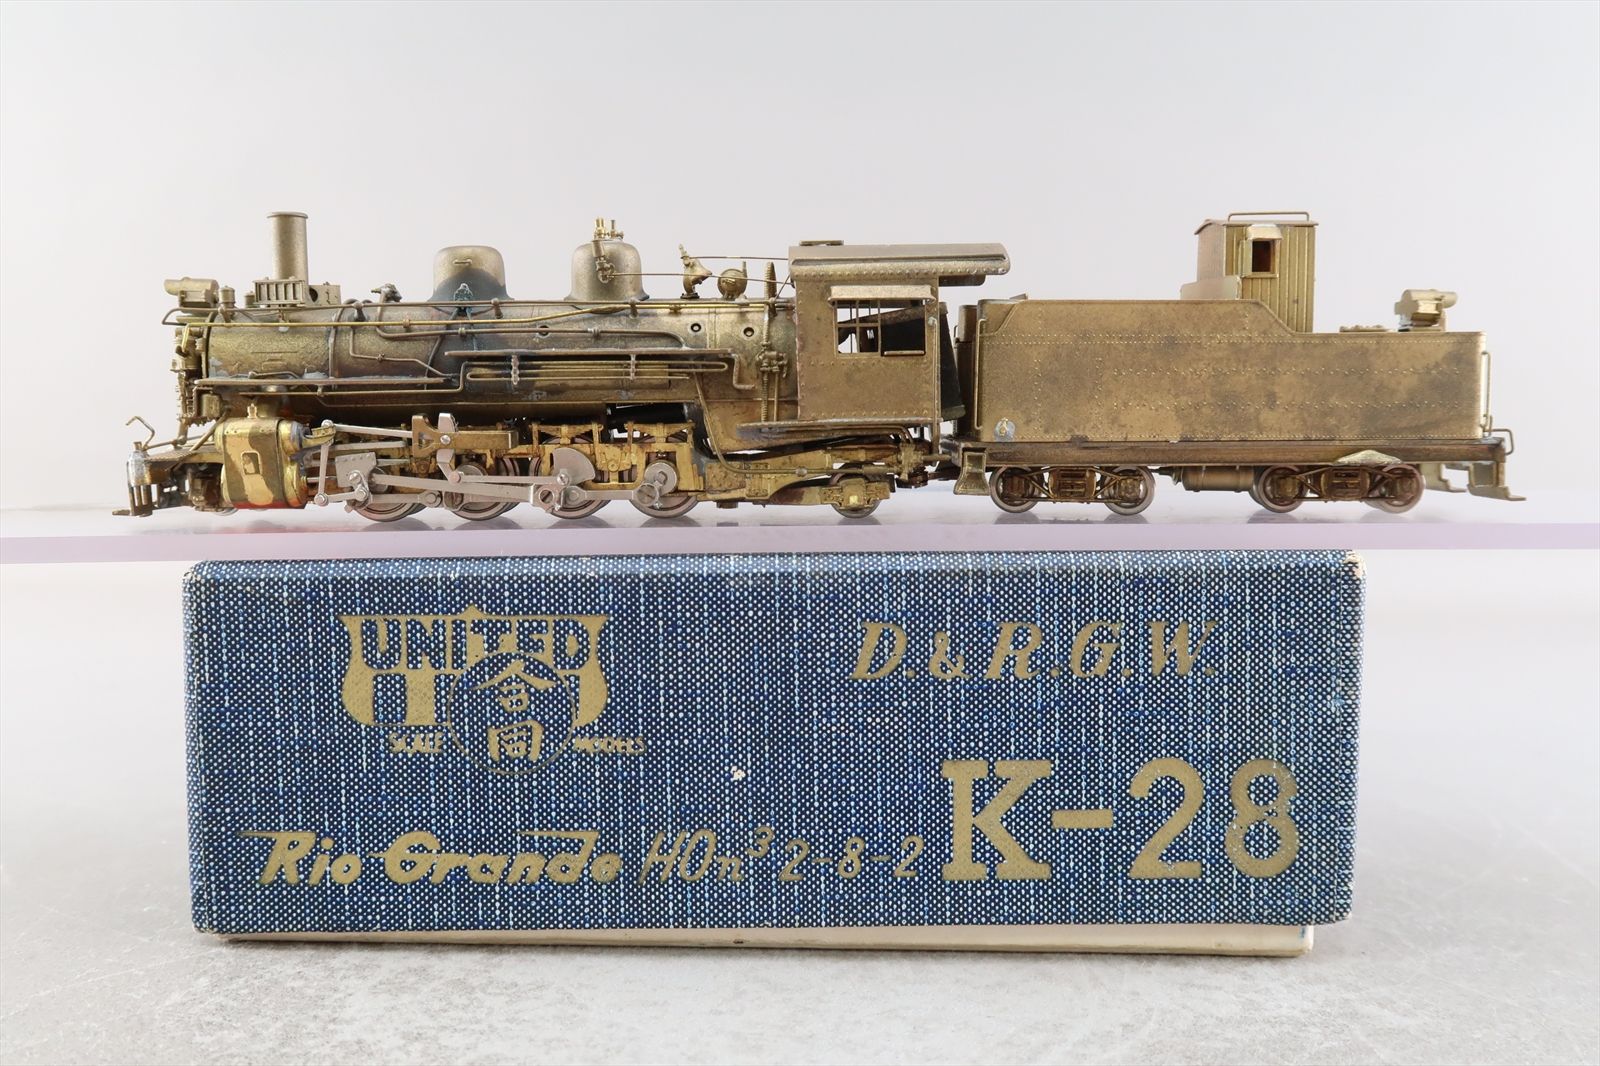 UNITED
合同
SCALE MODELS
D.&R.G.W.
K-28
Rio Grande HOn3 2-8-2